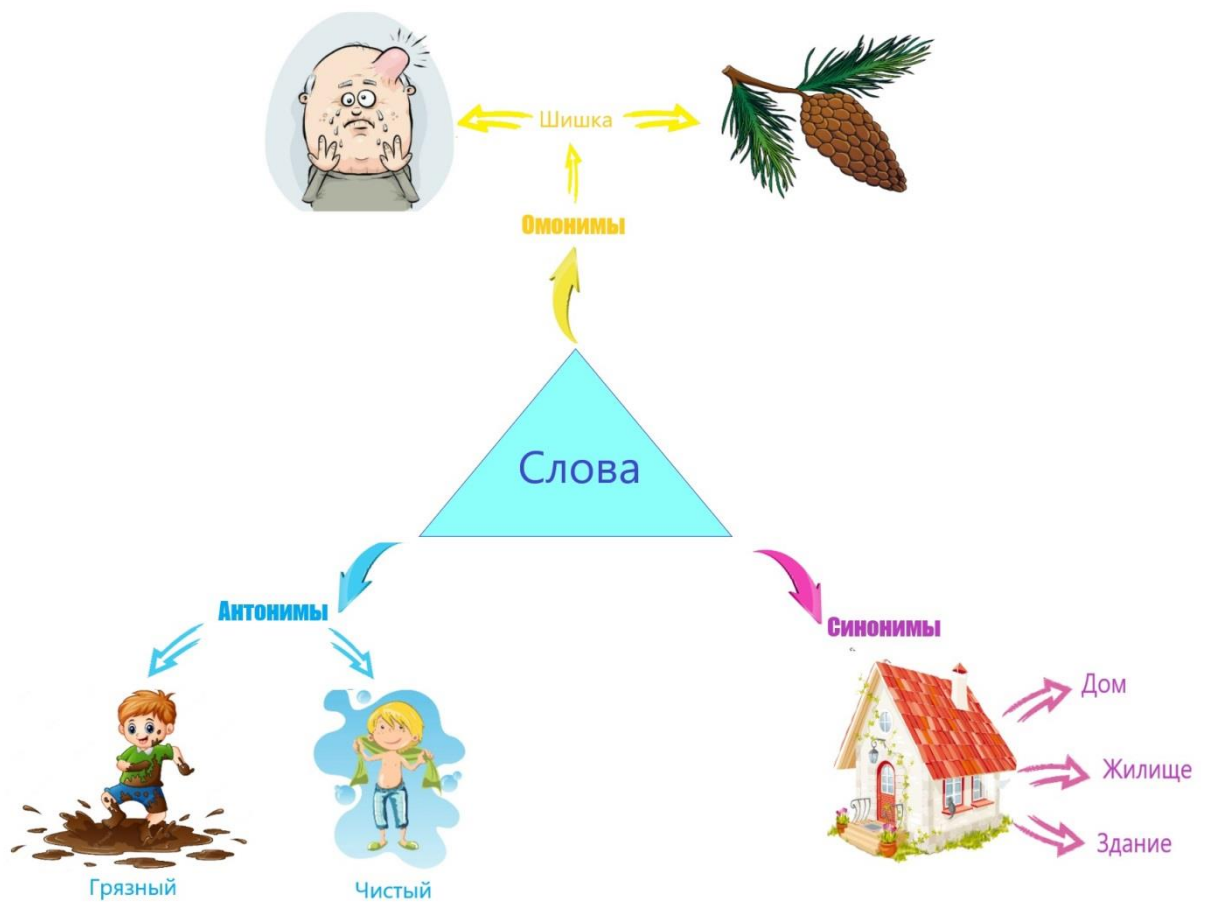 Шишка
Омонимы
Слова
Антонимы
Грязный
Чистый
Синонимы
Дом
Жилище
Здание